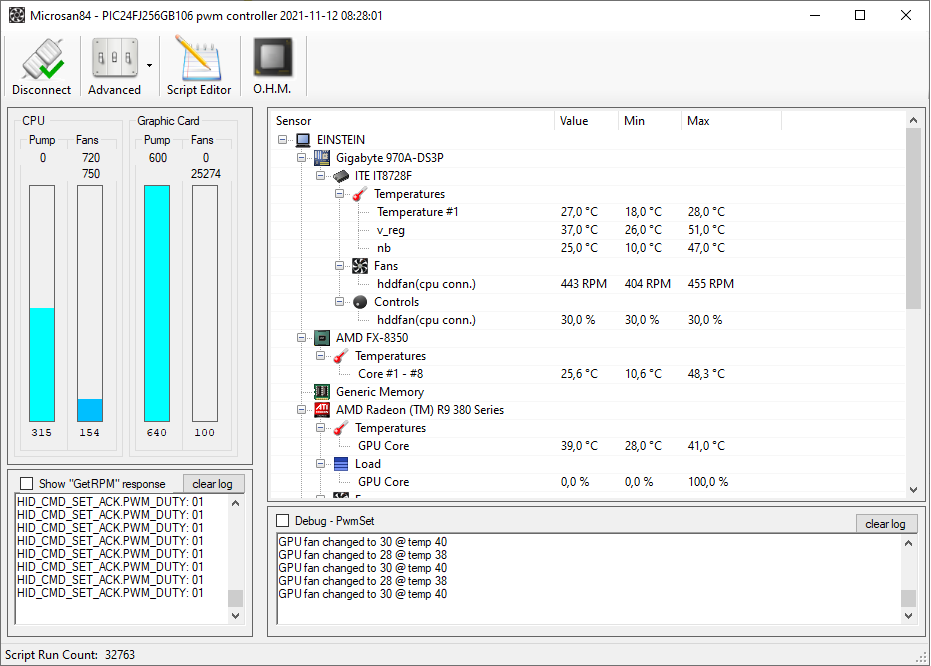 Microsan84 - PIC24FJ256GB106 pwm controller 2021-11-12 08:28:01
Disconnect Advanced Script Editor O.H.M.
CPU
Pump Fans
0 720
750
315 154
Graphic Card
Pump Fans
600 0
25274
640 100
Show "GetRPM" response clear log
HID_CMD_SET_ACK.PWM_DUTY: 01
HID_CMD_SET_ACK.PWM_DUTY: 01
HID_CMD_SET_ACK.PWM_DUTY: 01
HID_CMD_SET_ACK.PWM_DUTY: 01
HID_CMD_SET_ACK.PWM_DUTY: 01
HID_CMD_SET_ACK.PWM_DUTY: 01
HID_CMD_SET_ACK.PWM_DUTY: 01
HID_CMD_SET_ACK.PWM_DUTY: 01
Sensor Value Min Max
EINSTEIN
Gigabyte 970A-DS3P
ITE IT8728F
Temperatures
Temperature #1 27,0 °C 18,0 °C 28,0 °C
v_reg 37,0 °C 26,0 °C 51,0 °C
nb 25,0 °C 10,0 °C 47,0 °C
Fans
hddfan(cpu conn.) 443 RPM 404 RPM 455 RPM
Controls
hddfan(cpu conn.) 30,0 % 30,0 % 30,0 %
AMD FX-8350
Temperatures
Core #1 - #8 25,6 °C 10,6 °C 48,3 °C
Generic Memory
ATI AMD Radeon (TM) R9 380 Series
Temperatures
GPU Core 39,0 °C 28,0 °C 41,0 °C
Load
GPU Core 0,0 % 0,0 % 100,0 %
Debug - PwmSet clear log
GPU fan changed to 30 @ temp 40
GPU fan changed to 28 @ temp 38
GPU fan changed to 30 @ temp 40
GPU fan changed to 28 @ temp 38
GPU fan changed to 30 @ temp 40
Script Run Count: 32763